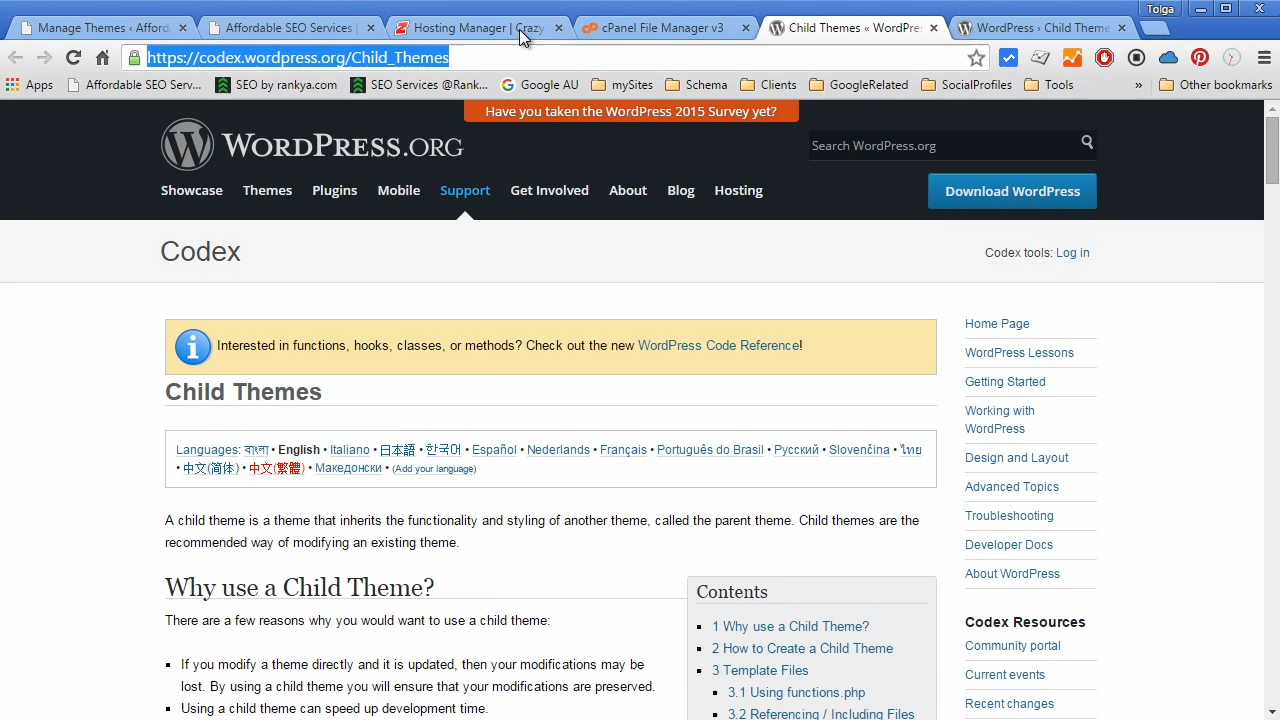 Tolga
Manage Themes ‹ Afford
Affordable SEO Services |
Hosting Manager | Crazy
cPanel File Manager v3
Child Themes « WordPre
WordPress › Child Theme
https://codex.wordpress.org/Child_Themes
Apps
Affordable SEO Serv...
SEO by rankya.com
SEO Services @Rank...
Google AU
mySites
Schema
Clients
GoogleRelated
SocialProfiles
Tools
»
Other bookmarks
Have you taken the WordPress 2015 Survey yet?
WORDPRESS.ORG
Search WordPress.org
Showcase Themes Plugins Mobile Support Get Involved About Blog Hosting
Download WordPress
Codex
Codex tools: Log in
Interested in functions, hooks, classes, or methods? Check out the new WordPress Code Reference!
Child Themes
Languages: বাংলা • English • Italiano • 日本語 • 한국어 • Español • Nederlands • Français • Português do Brasil • Русский • Slovenčina • ไทย
• 中文(简体) • 中文(繁體) • Македонски • (Add your language)
A child theme is a theme that inherits the functionality and styling of another theme, called the parent theme. Child themes are the
recommended way of modifying an existing theme.
Why use a Child Theme?
There are a few reasons why you would want to use a child theme:
If you modify a theme directly and it is updated, then your modifications may be
lost. By using a child theme you will ensure that your modifications are preserved.
Using a child theme can speed up development time.
Contents
1 Why use a Child Theme?
2 How to Create a Child Theme
3 Template Files
3.1 Using functions.php
3.2 Referencing / Including Files
Home Page
WordPress Lessons
Getting Started
Working with
WordPress
Design and Layout
Advanced Topics
Troubleshooting
Developer Docs
About WordPress
Codex Resources
Community portal
Current events
Recent changes